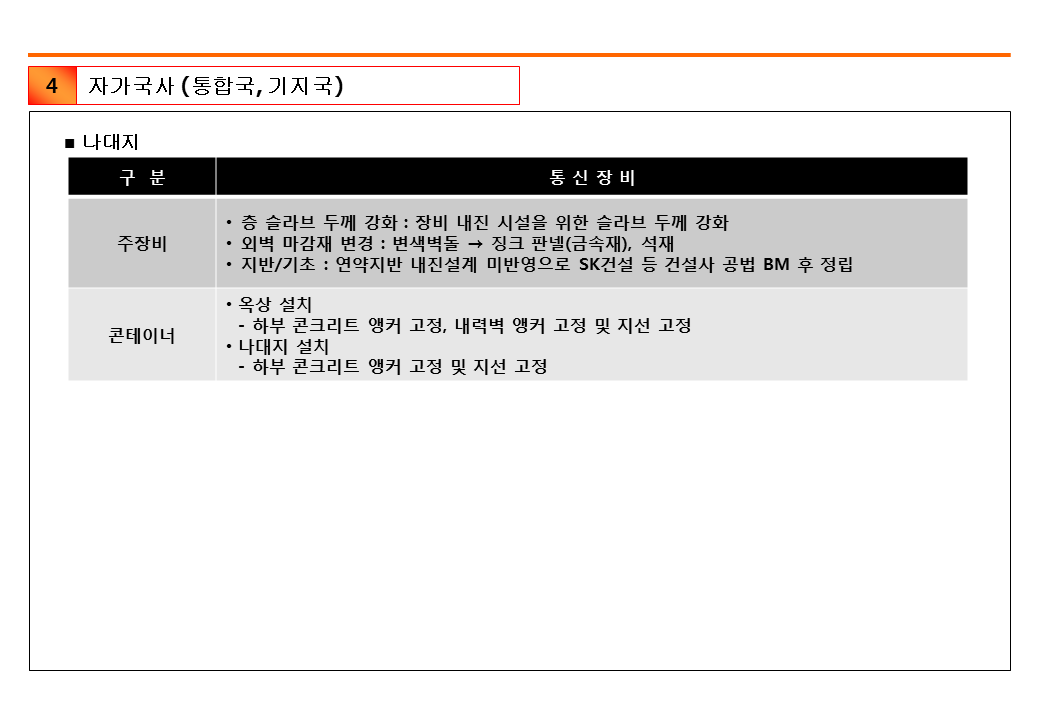 4 자가국사 (통합국, 기지국)
■ 나대지
구 분 통 신 장 비
주장비
• 층 슬라브 두께 강화 : 장비 내진 시설을 위한 슬라브 두께 강화
• 외벽 마감재 변경 : 변색벽돌 → 징크 판넬(금속재), 석재
• 지반/기초 : 연약지반 내진설계 미반영으로 SK건설 등 건설사 공법 BM 후 정립
콘테이너
• 옥상 설치
- 하부 콘크리트 앵커 고정, 내력벽 앵커 고정 및 지선 고정
• 나대지 설치
- 하부 콘크리트 앵커 고정 및 지선 고정